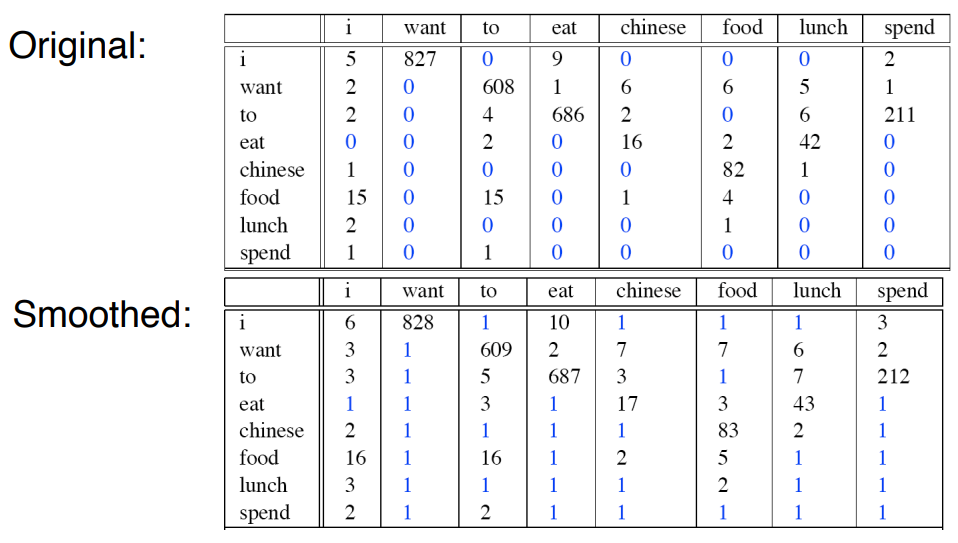 Original:
i want to eat chinese food lunch spend
i 5 827 0 9 0 0 0 2
want 2 0 608 1 6 6 5 1
to 2 0 4 686 2 0 6 211
eat 0 0 2 0 16 2 42 0
chinese 1 0 0 0 0 82 1 0
food 15 0 15 0 1 4 0 0
lunch 2 0 0 0 0 1 0 0
spend 1 0 1 0 0 0 0 0
Smoothed:
i want to eat chinese food lunch spend
i 6 828 1 10 1 1 1 3
want 3 1 609 2 7 7 6 2
to 3 1 5 687 3 1 7 212
eat 1 1 3 1 17 3 43 1
chinese 2 1 1 1 1 83 2 1
food 16 1 16 1 2 5 1 1
lunch 3 1 1 1 1 2 1 1
spend 2 1 2 1 1 1 1 1